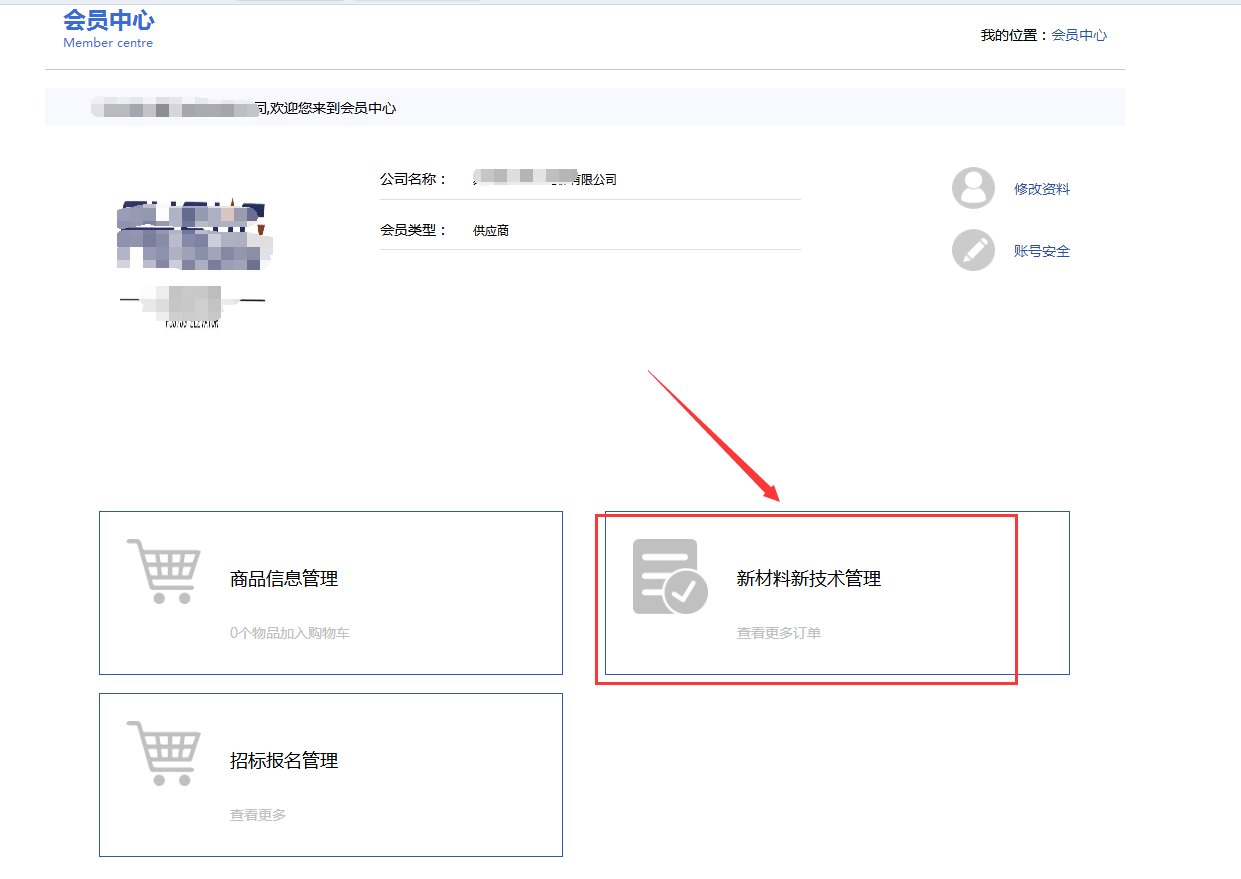 会员中心
Member centre
我的位置：会员中心
司,欢迎您来到会员中心
公司名称：
有限公司
会员类型：
供应商
修改资料
账号安全
商品信息管理
0个物品加入购物车
新材料新技术管理
查看更多订单
招标报名管理
查看更多